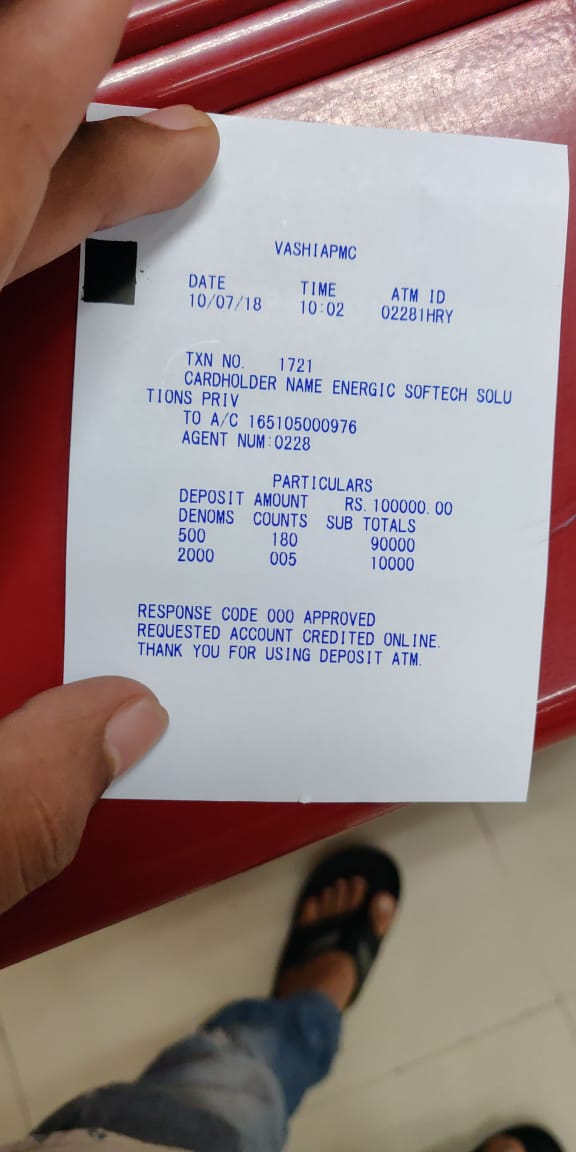 VASHIAPMC
DATE TIME ATM ID
10/07/18 10:02 02281HRY
TXN NO. 1721
CARDHOLDER NAME ENERGIC SOFTECH SOLU
TIONS PRIV
TO A/C 165105000976
AGENT NUM:0228
PARTICULARS
DEPOSIT AMOUNT RS.100000.00
DENOMS COUNTS SUB TOTALS
500 180 90000
2000 005 10000
RESPONSE CODE 000 APPROVED
REQUESTED ACCOUNT CREDITED ONLINE.
THANK YOU FOR USING DEPOSIT ATM.